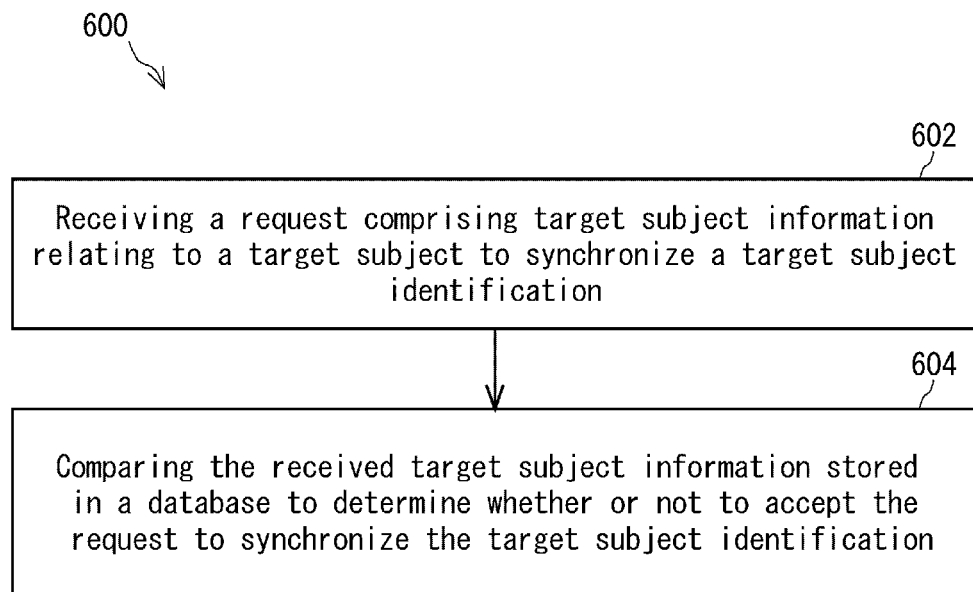 600
602
Receiving a request comprising target subject information
relating to a target subject to synchronize a target subject
identification
604
Comparing the received target subject information stored
in a database to determine whether or not to accept the
request to synchronize the target subject identification